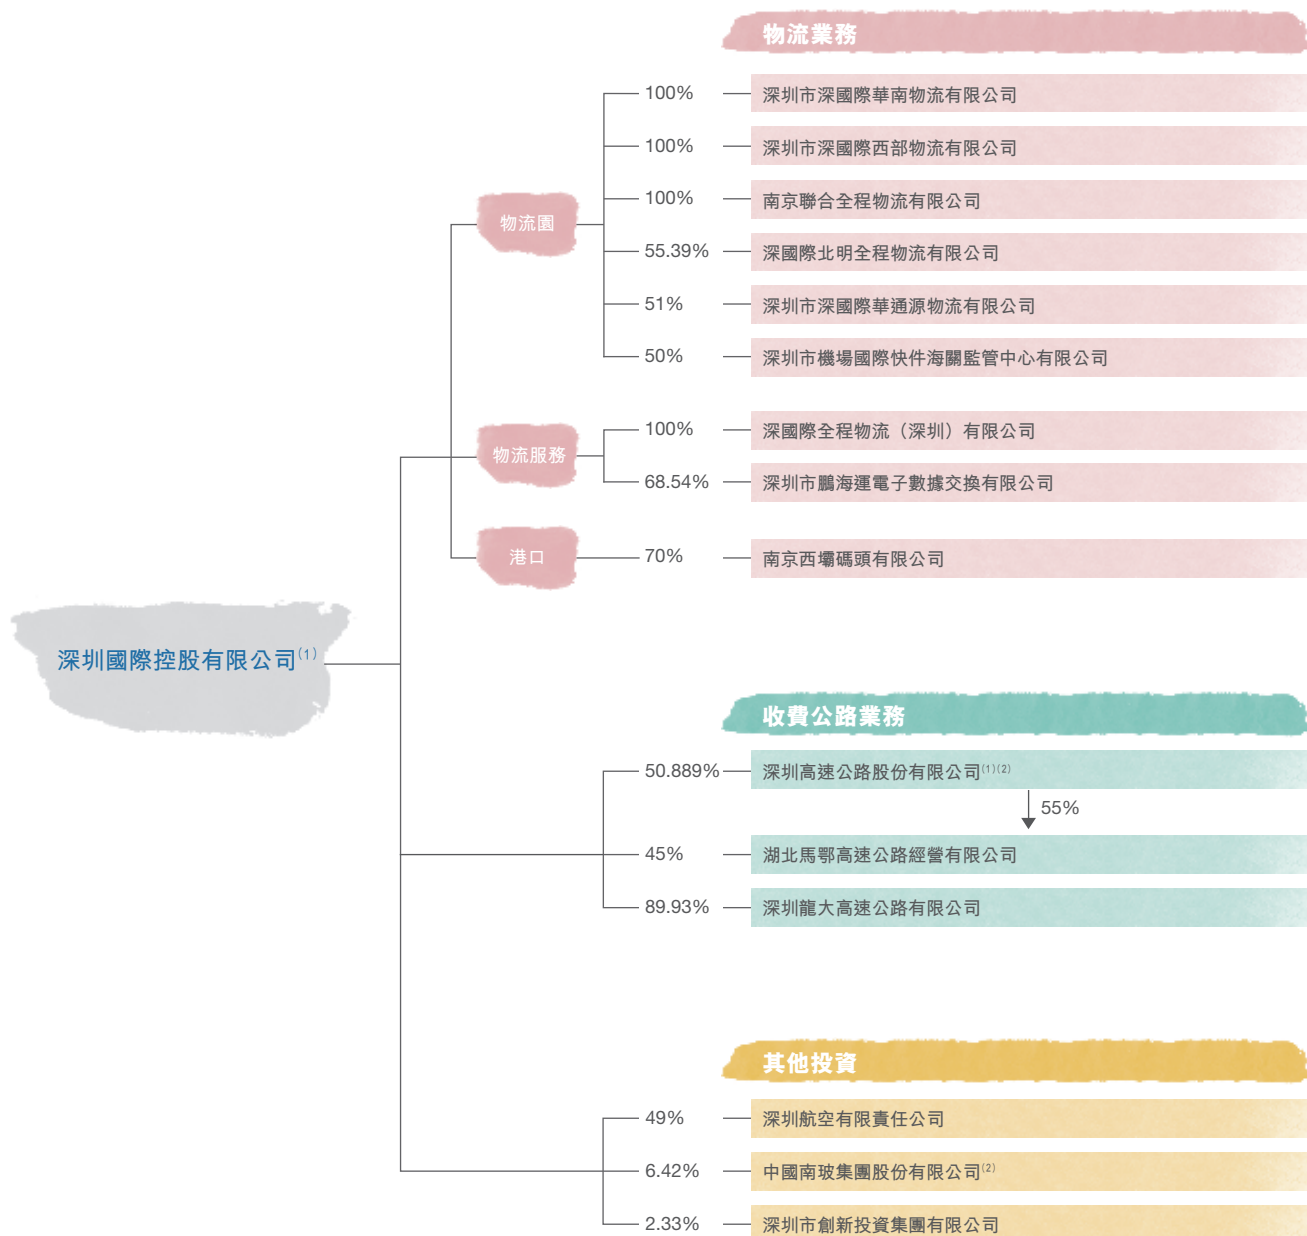 物流業務
物流園
100% 深圳市深國際華南物流有限公司
100% 深圳市深國際西部物流有限公司
100% 南京聯合全程物流有限公司
55.39% 深國際北明全程物流有限公司
51% 深圳市深國際華通源物流有限公司
50% 深圳市機場國際快件海關監管中心有限公司
物流服務
100% 深國際全程物流（深圳）有限公司
68.54% 深圳市鵬海運電子數據交換有限公司
港口
70% 南京西壩碼頭有限公司
深圳國際控股有限公司(1)
收費公路業務
50.889% 深圳高速公路股份有限公司(1)(2)
55%
45% 湖北馬鄂高速公路經營有限公司
89.93% 深圳龍大高速公路有限公司
其他投資
49% 深圳航空有限責任公司
6.42% 中國南玻集團股份有限公司(2)
2.33% 深圳市創新投資集團有限公司